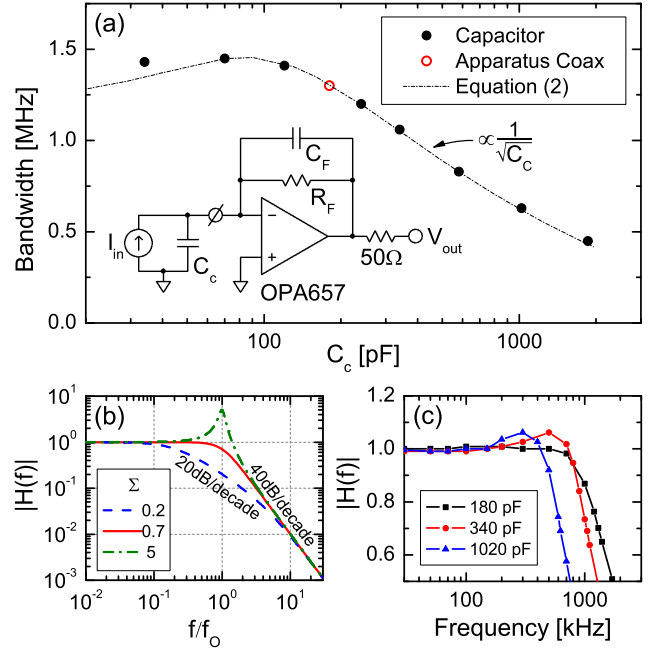 (a)
Capacitor
Apparatus Coax
Equation (2)
1.5
1.0
0.5
0.0
Bandwidth [MHz]
∝ 1/√C_C
C_F
R_F
I_in
C_c
−
+
OPA657
50Ω
V_out
100
1000
C_c [pF]
(b)
10^1
10^0
10^-1
10^-2
10^-3
|H(f)|
Σ
0.2
0.7
5
20dB/decade
40dB/decade
10^-2
10^-1
10^0
10^1
f/f_O
(c)
1.2
1.0
0.8
0.6
|H(f)|
180 pF
340 pF
1020 pF
100
1000
Frequency [kHz]